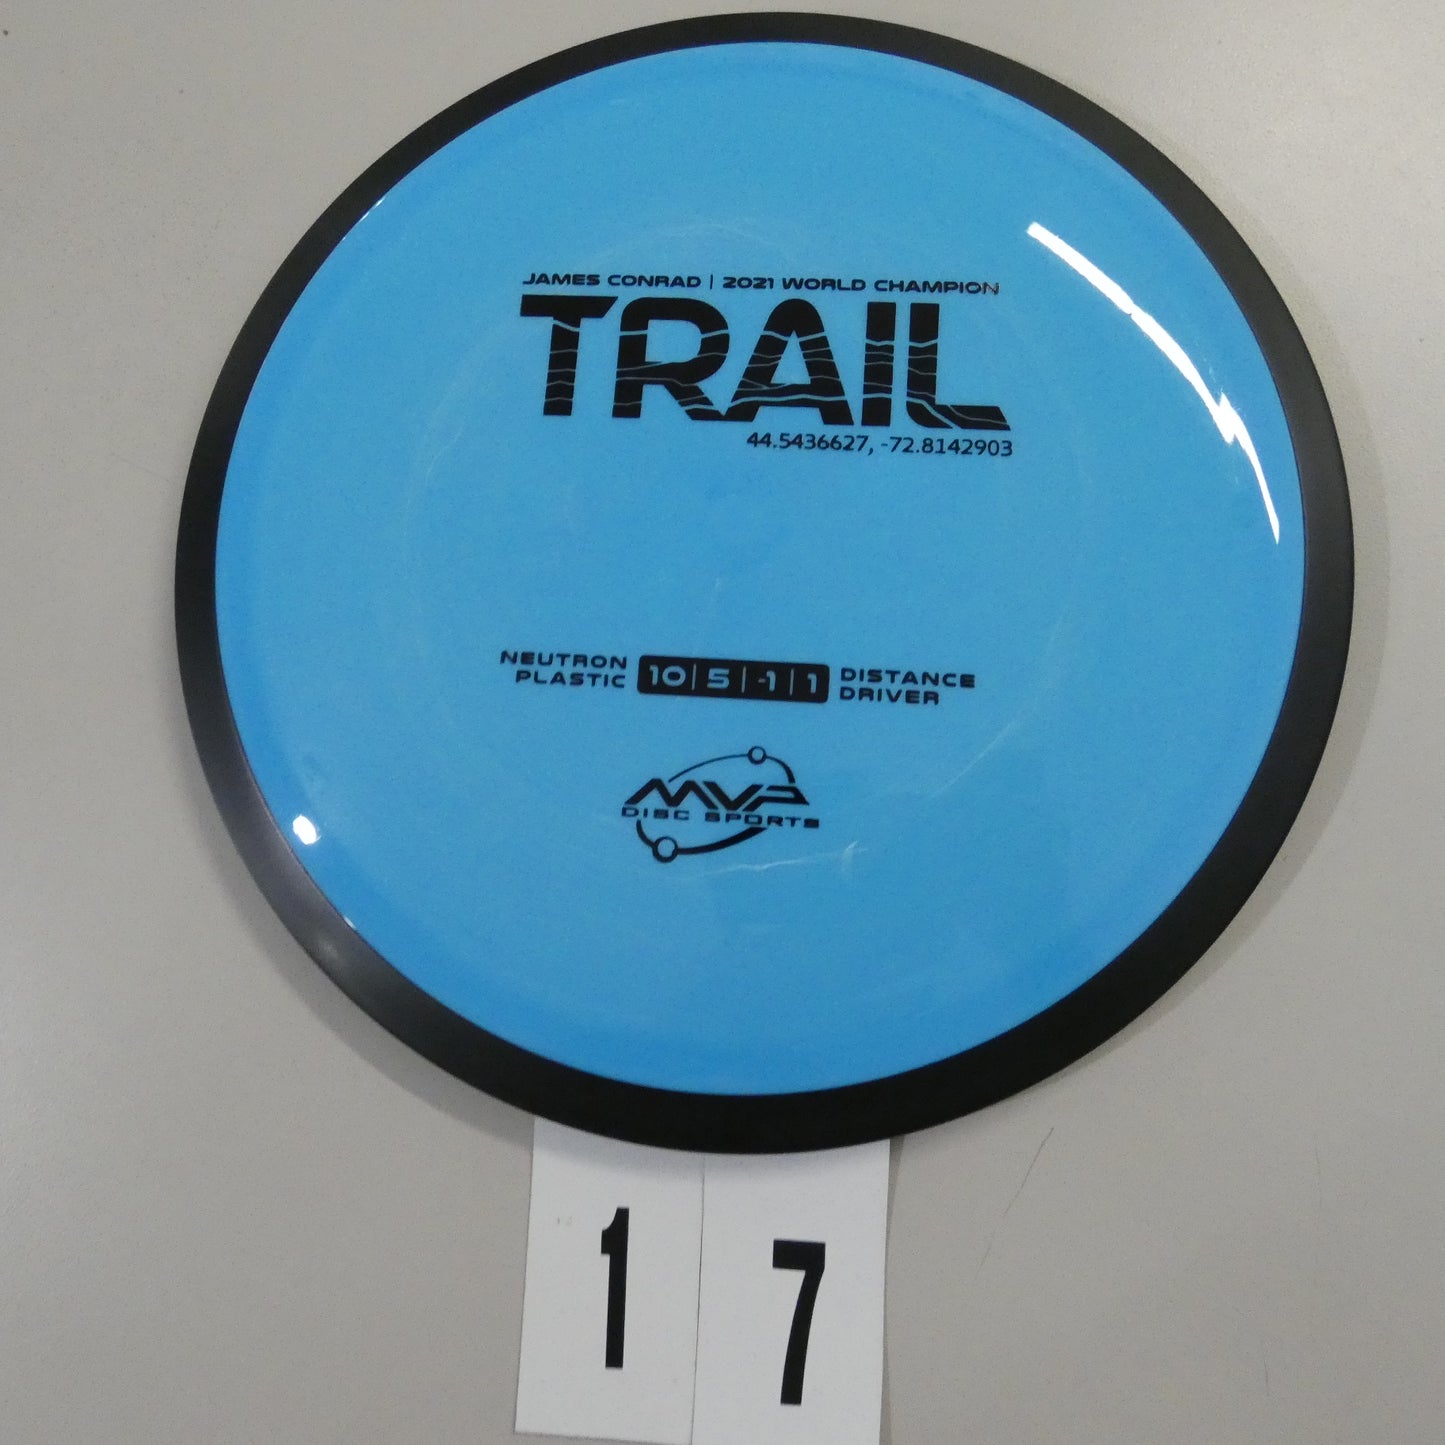 JAMES CONRAD | 2021 WORLD CHAMPION
TRAIL
44.5436627, -72.8142903
NEUTRON PLASTIC
10 | 5 | -1 | 1
DISTANCE DRIVER
MVP
DISC SPORTS
1 7